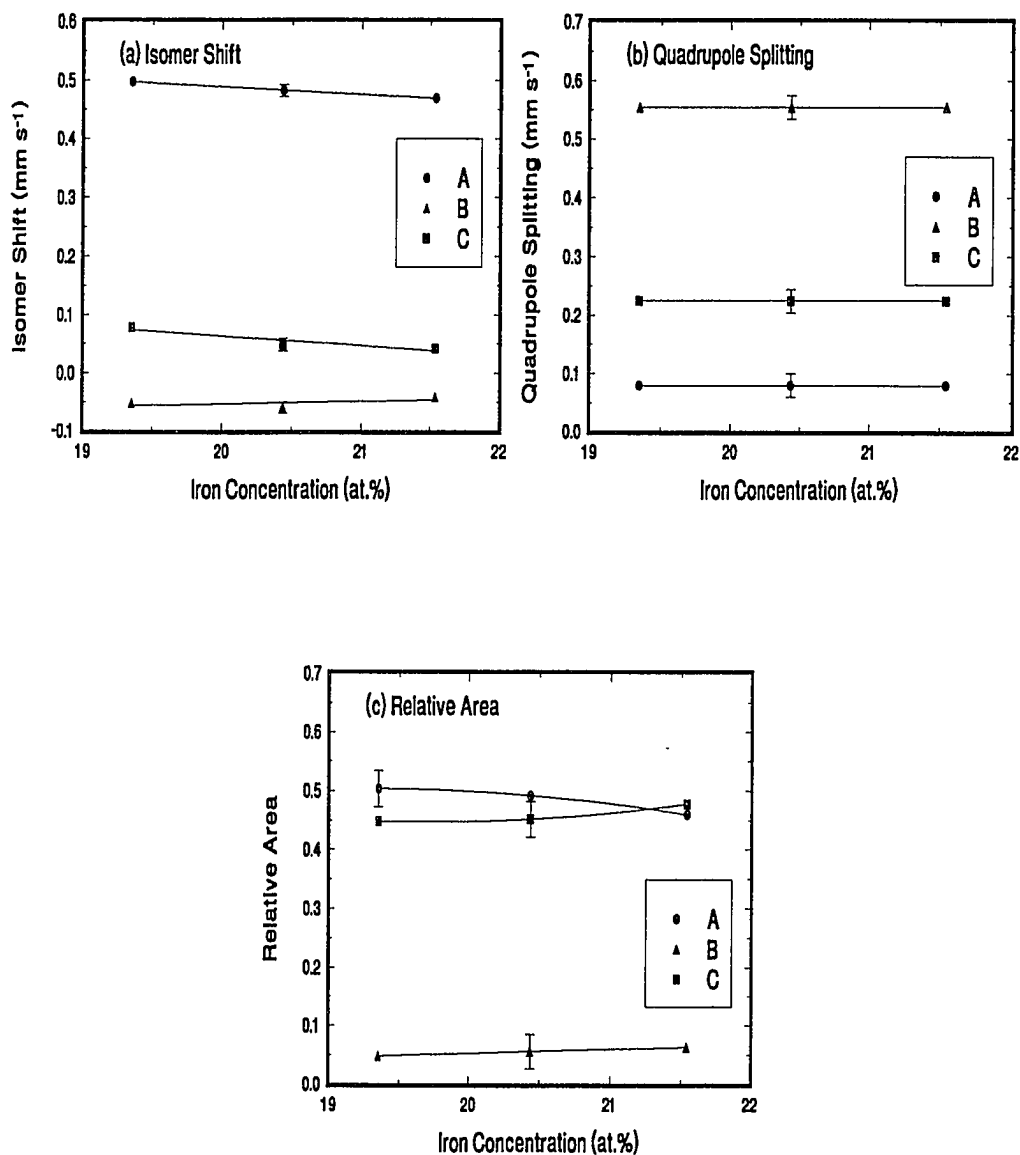 (a) Isomer Shift
0.6
0.5
0.4
0.3
0.2
0.1
0.0
-0.1
Isomer Shift (mm s-1)
A
B
C
19
20
21
22
Iron Concentration (at.%)
(b) Quadrupole Splitting
0.7
0.6
0.5
0.4
0.3
0.2
0.1
0.0
Quadrupole Splitting (mm s-1)
A
B
C
19
20
21
22
Iron Concentration (at.%)
(c) Relative Area
0.7
0.6
0.5
0.4
0.3
0.2
0.1
0.0
Relative Area
A
B
C
19
20
21
22
Iron Concentration (at.%)